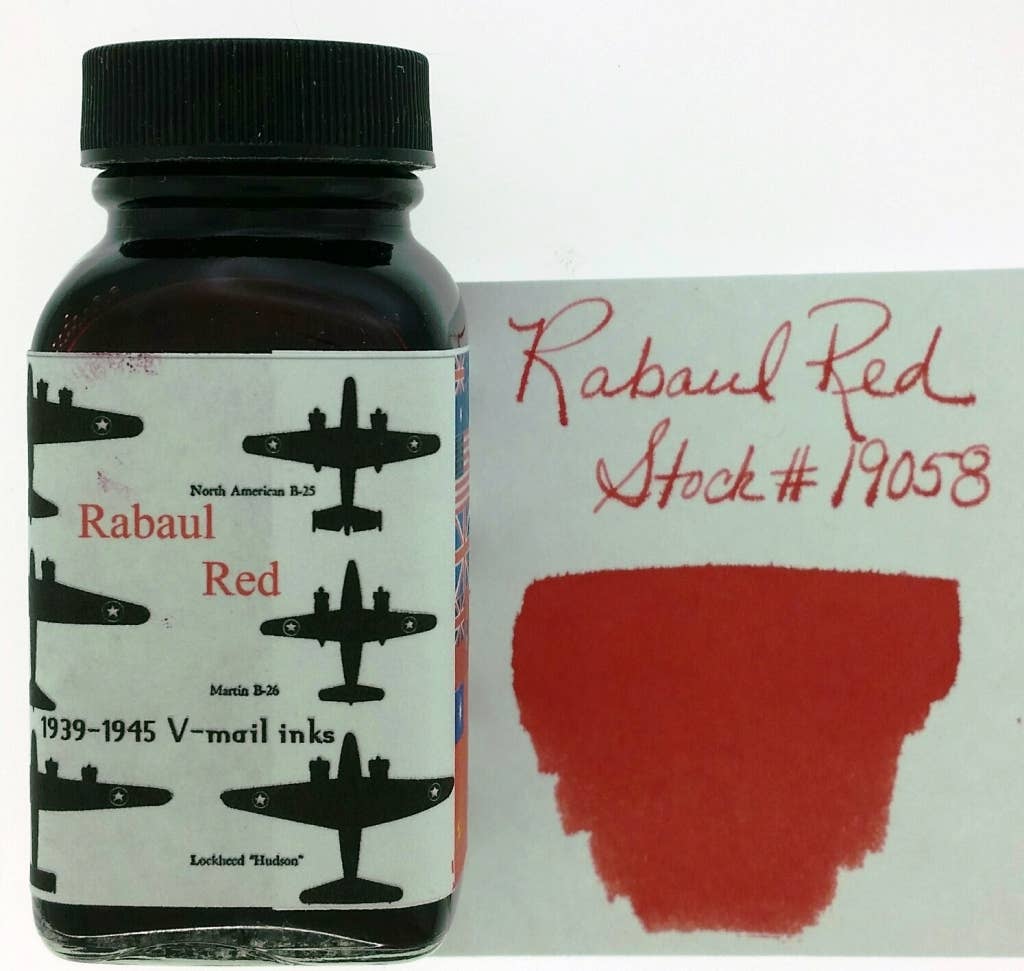 North American B-25
Rabaul
Red
Martin B-26
1939-1945 V-mail inks
Lockheed "Hudson"
Rabaul Red
Stock # 19058